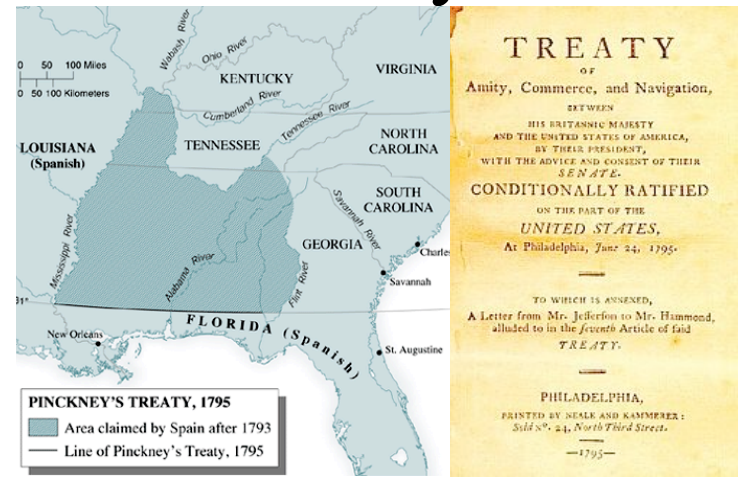 Wabash River
Ohio River
0 50 100 Miles
0 50 100 Kilometers
KENTUCKY
VIRGINIA
Cumberland River
Tennessee River
LOUISIANA
(Spanish)
TENNESSEE
NORTH
CAROLINA
SOUTH
CAROLINA
Savannah River
Mississippi River
Alabama River
GEORGIA
Flint River
Charle
Savannah
31°
New Orleans
FLORIDA (Spanish)
St. Augustine
PINCKNEY'S TREATY, 1795
Area claimed by Spain after 1793
Line of Pinckney's Treaty, 1795
TREATY
OF
Amity, Commerce, and Navigation,
BETWEEN
HIS BRITANNIC MAJESTY
AND THE UNITED STATES OF AMERICA,
BY THEIR PRESIDENT,
WITH THE ADVICE AND CONSENT OF THEIR
SENATE.
CONDITIONALLY RATIFIED
ON THE PART OF THE
UNITED STATES,
At Philadelphia, June 24, 1795.
TO WHICH IS ANNEXED,
A Letter from Mr. Jefferson to Mr. Hammond,
alluded to in the seventh Article of said
TREATY.
PHILADELPHIA,
PRINTED BY NEALE AND KAMMERER:
Sold No. 24, North Third Street.
—1795—